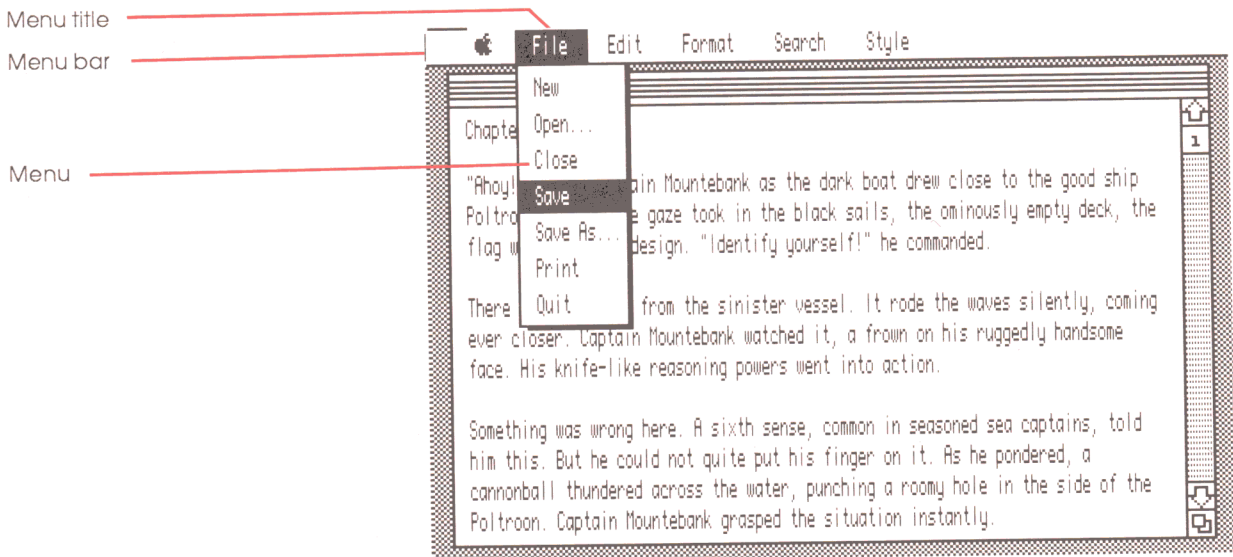 Menu title
Menu bar
Menu
File Edit Format Search Style
New
Open...
Close
Save
Save As...
Print
Quit
"Ahoy! Mountebank as the dark boat drew close to the good ship
gaze took in the black sails, the ominously empty deck, the
flag design. "Identify yourself!" he commanded.
There from the sinister vessel. It rode the waves silently, coming
ever closer. Captain Mountebank watched it, a frown on his ruggedly handsome
face. His knife-like reasoning powers went into action.
Something was wrong here. A sixth sense, common in seasoned sea captains, told
him this. But he could not quite put his finger on it. As he pondered, a
cannonball thundered across the water, punching a roomy hole in the side of the
Poltroon. Captain Mountebank grasped the situation instantly.
1